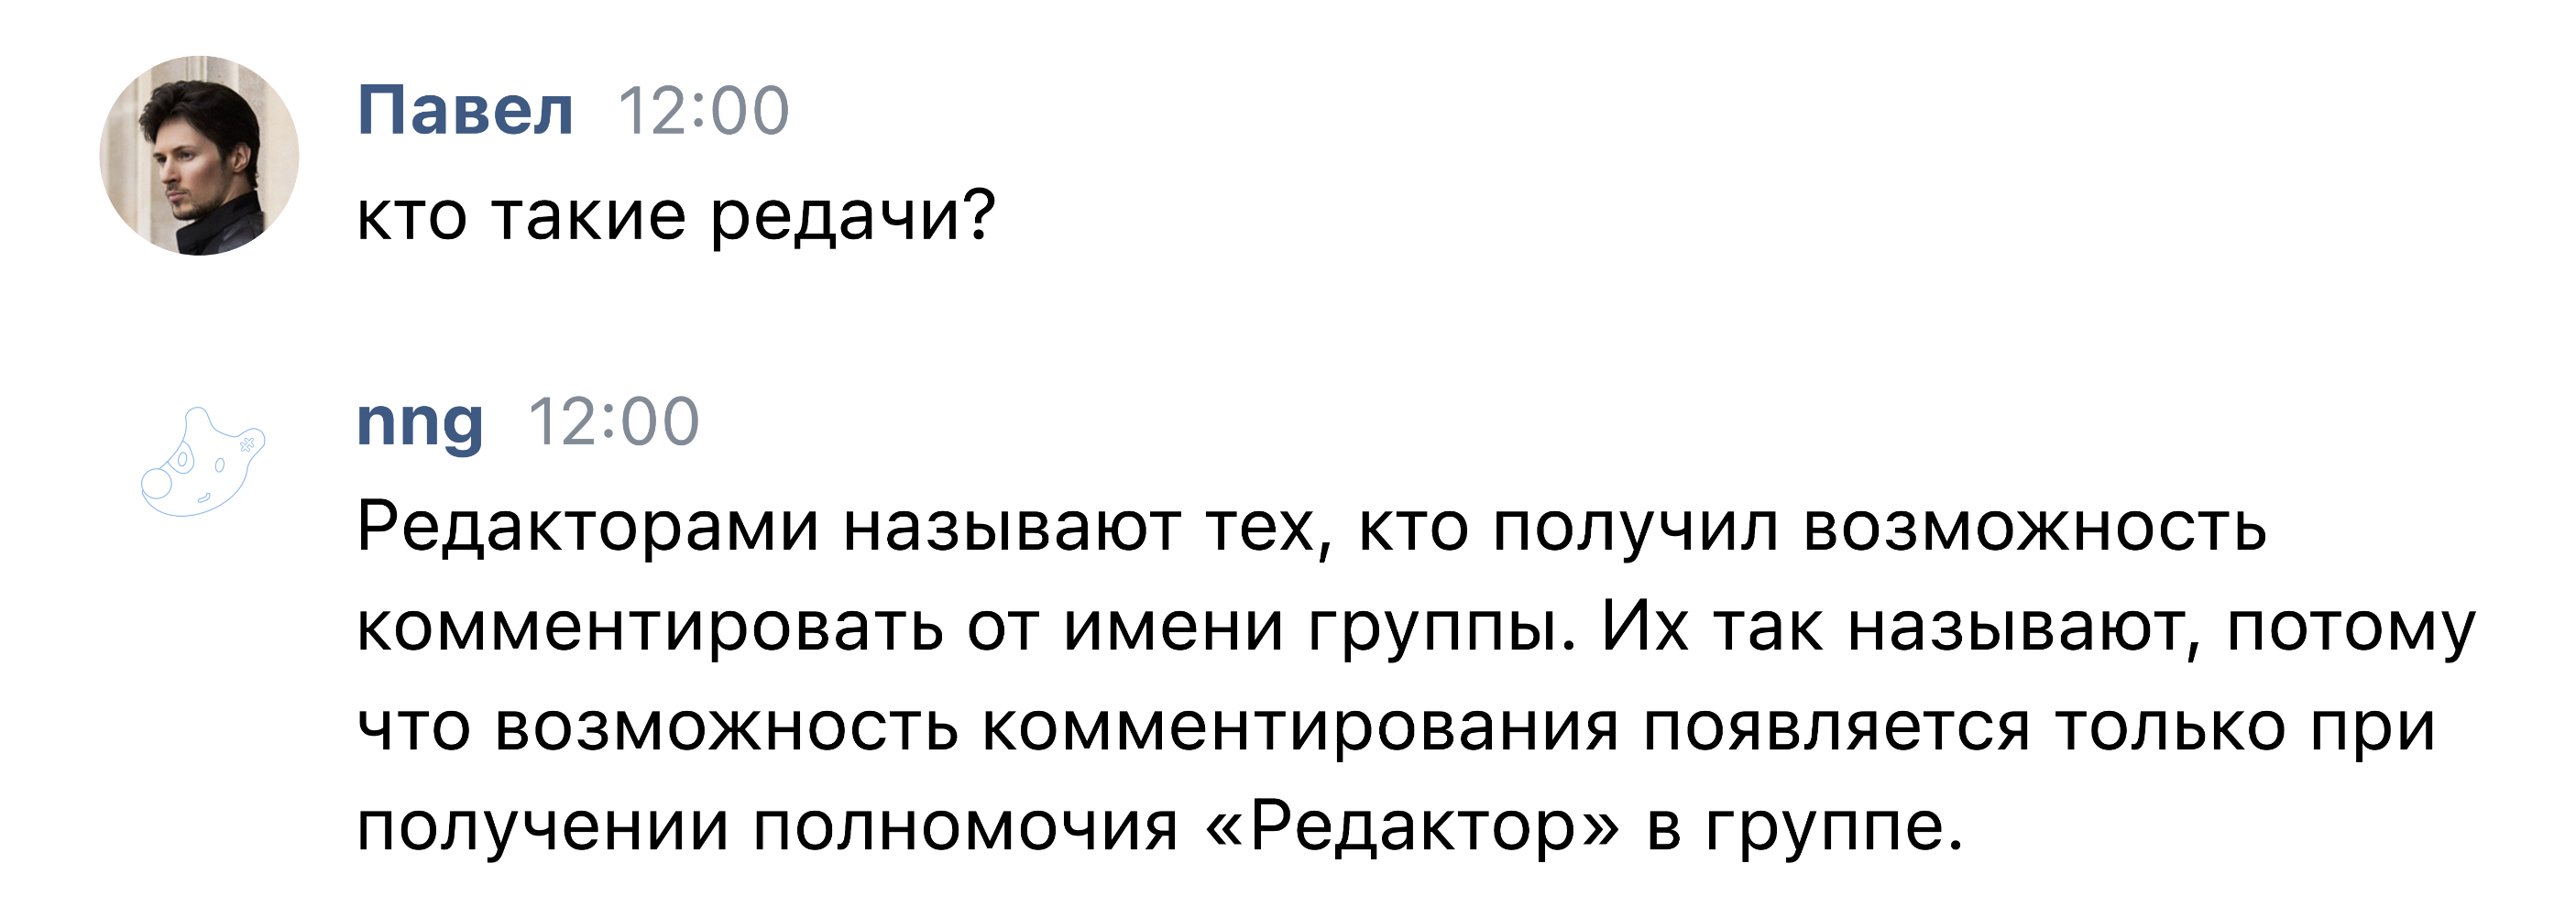 Павел 12:00
кто такие редачи?
nng 12:00
Редакторами называют тех, кто получил возможность
комментировать от имени группы. Их так называют, потому
что возможность комментирования появляется только при
получении полномочия «Редактор» в группе.